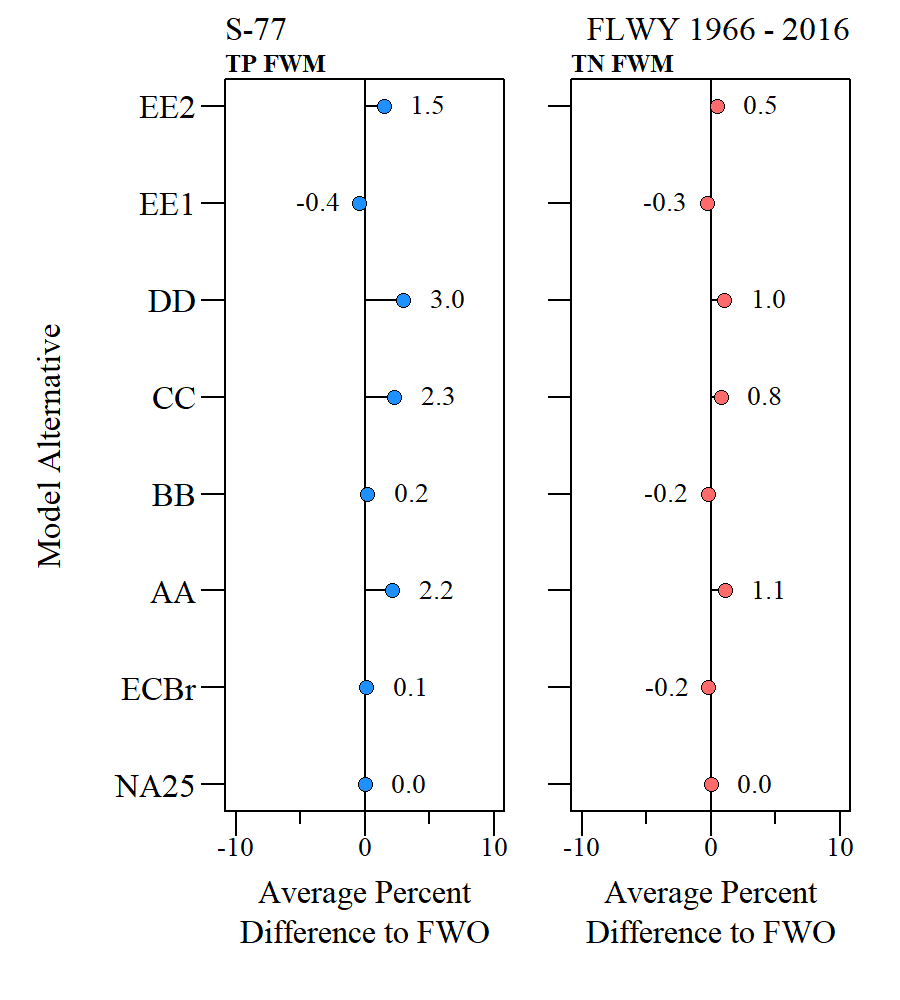 S-77 FLWY 1966 - 2016
TP FWM TN FWM
EE2 1.5 0.5
EE1 -0.4 -0.3
DD 3.0 1.0
CC 2.3 0.8
BB 0.2 -0.2
AA 2.2 1.1
ECBr 0.1 -0.2
NA25 0.0 0.0
Model Alternative
-10 0 10 -10 0 10
Average Percent Average Percent
Difference to FWO Difference to FWO